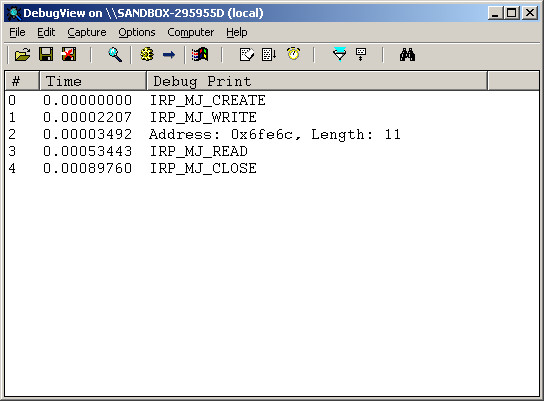 DebugView on \\SANDBOX-295955D (local)
File Edit Capture Options Computer Help
# Time Debug Print
0 0.00000000 IRP_MJ_CREATE
1 0.00002207 IRP_MJ_WRITE
2 0.00003492 Address: 0x6fe6c, Length: 11
3 0.00053443 IRP_MJ_READ
4 0.00089760 IRP_MJ_CLOSE